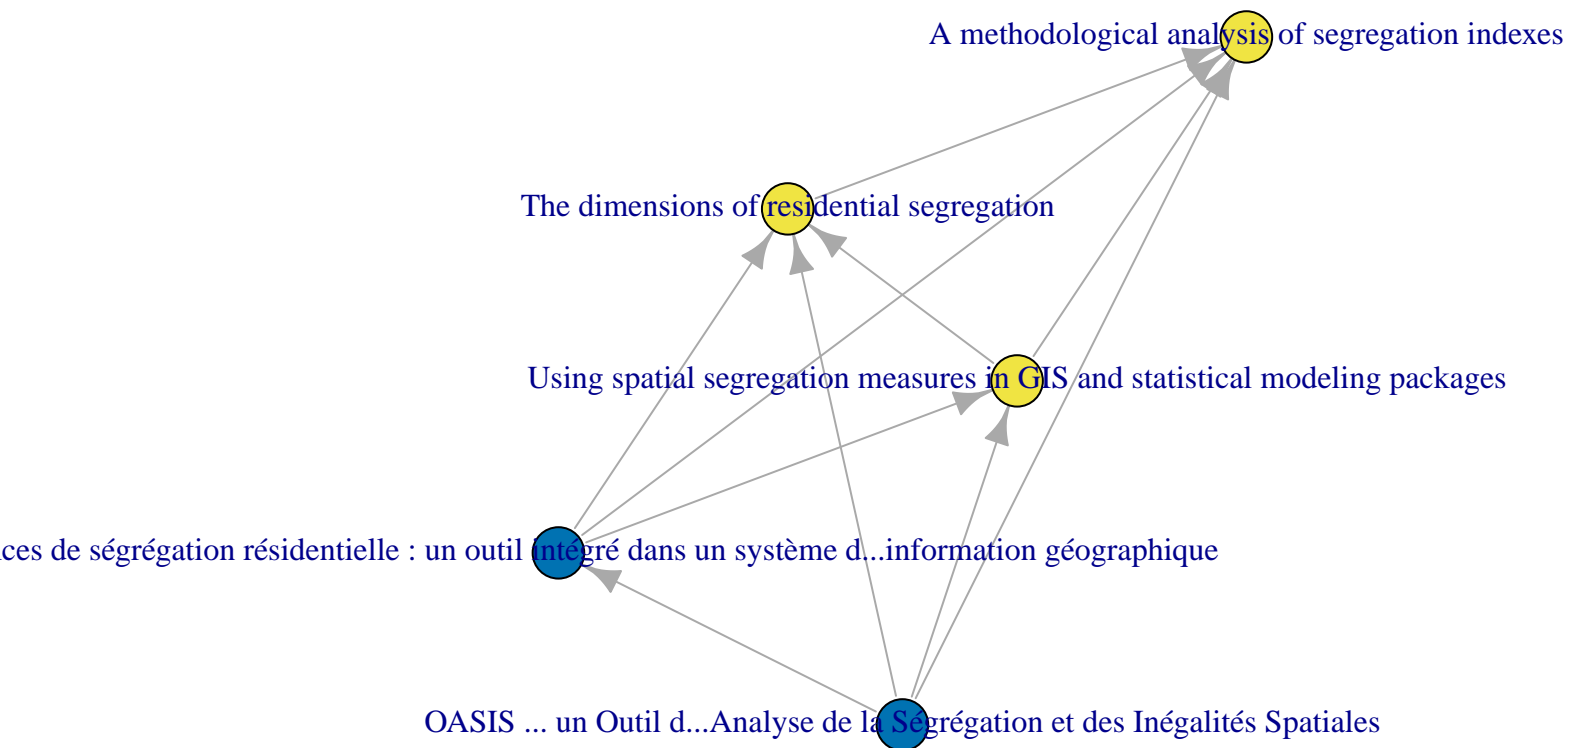 A methodological analysis of segregation indexes
The dimensions of residential segregation
Using spatial segregation measures in GIS and statistical modeling packages
ces de ségrégation résidentielle : un outil intégré dans un système d...information géographique
OASIS ... un Outil d...Analyse de la Ségrégation et des Inégalités Spatiales